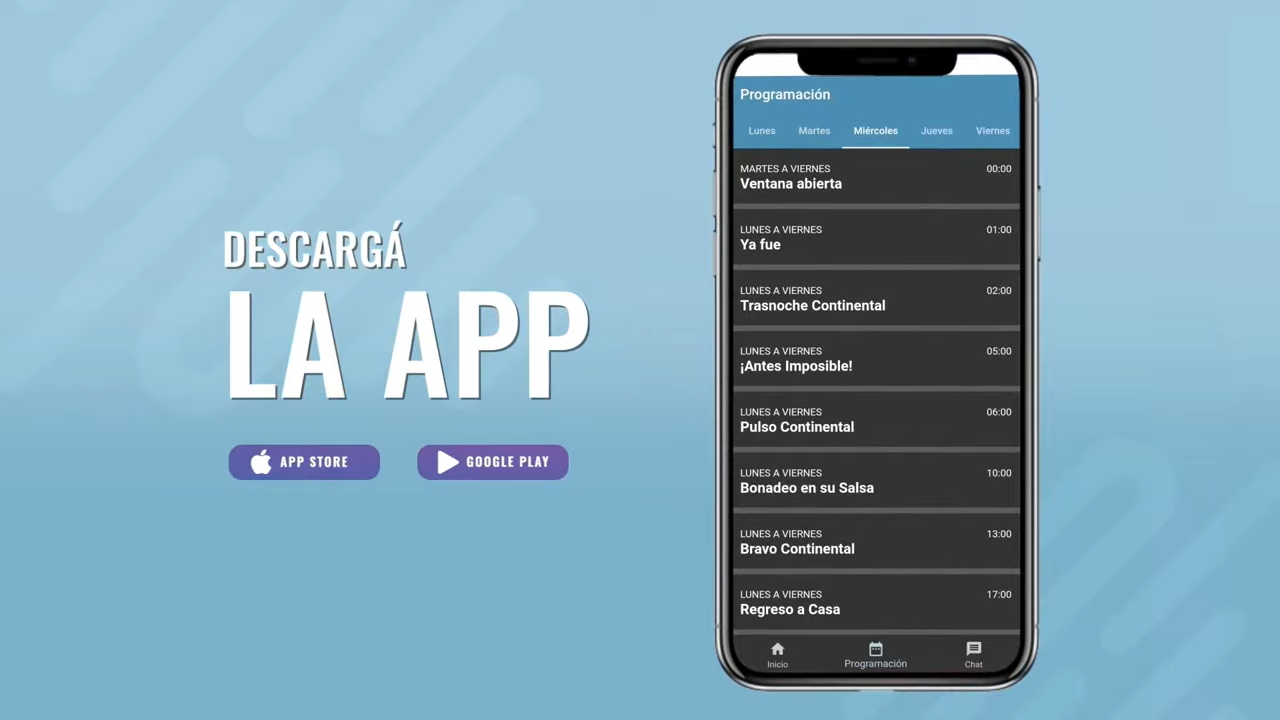 DESCARGÁ
LA APP
APP STORE
GOOGLE PLAY
Programación
Lunes Martes Miércoles Jueves Viernes
MARTES A VIERNES 00:00
Ventana abierta
LUNES A VIERNES 01:00
Ya fue
LUNES A VIERNES 02:00
Trasnoche Continental
LUNES A VIERNES 05:00
¡Antes Imposible!
LUNES A VIERNES 06:00
Pulso Continental
LUNES A VIERNES 10:00
Bonadeo en su Salsa
LUNES A VIERNES 13:00
Bravo Continental
LUNES A VIERNES 17:00
Regreso a Casa
Inicio Programación Chat